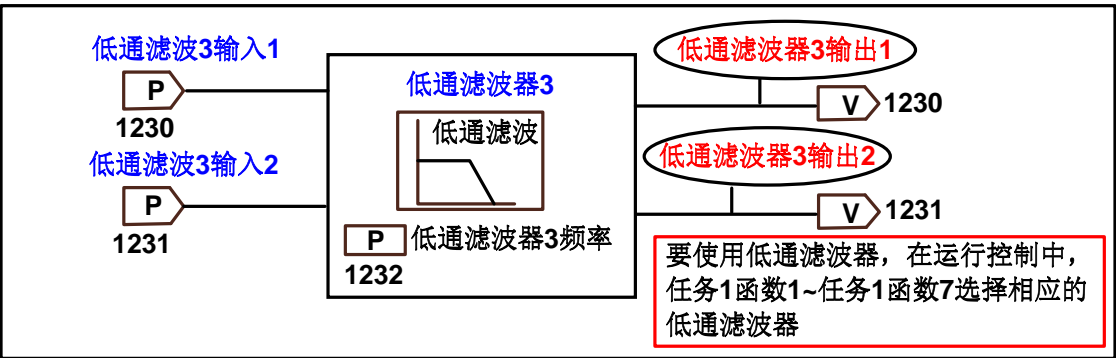 低通滤波3输入1
P
1230
低通滤波3输入2
P
1231
低通滤波器3
低通滤波
P 低通滤波器3频率
1232
低通滤波器3输出1
V 1230
低通滤波器3输出2
V 1231
要使用低通滤波器，在运行控制中，
任务1函数1~任务1函数7选择相应的
低通滤波器